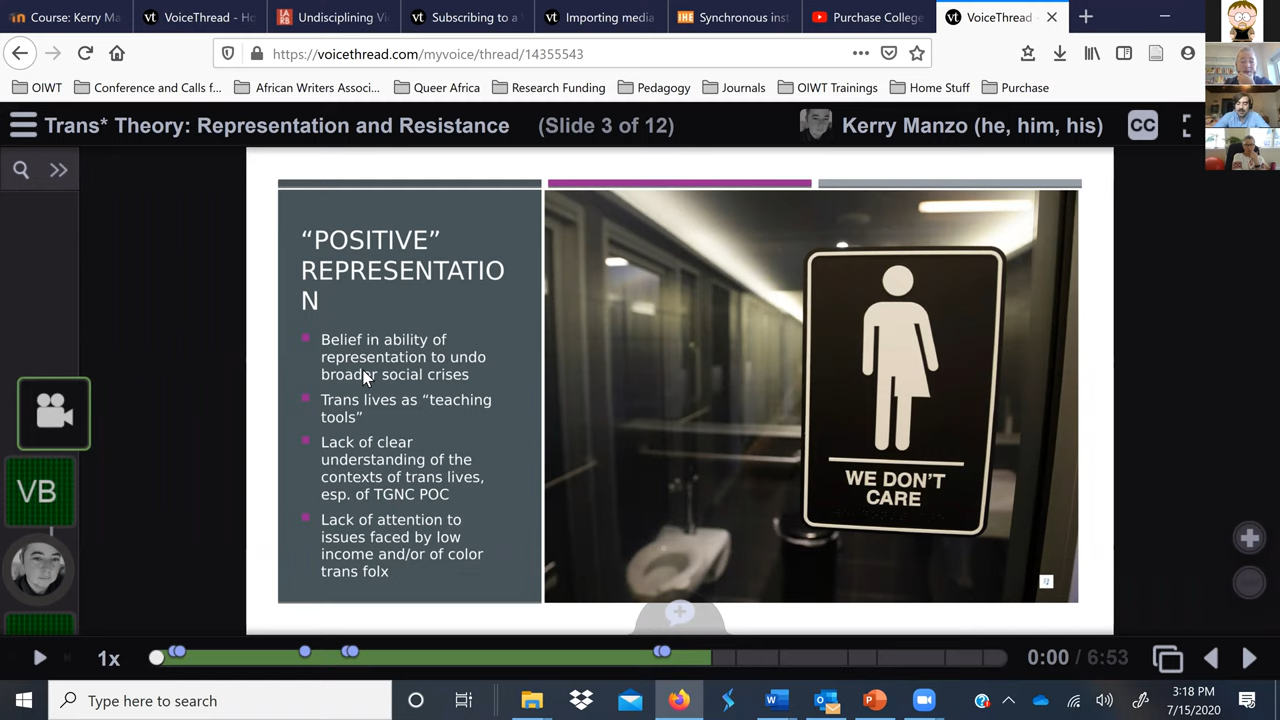 Course: Kerry Ma
VoiceThread - Ho
Undisciplining Vi
Subscribing to a
Importing media
Synchronous inst
Purchase College
VoiceThread -
https://voicethread.com/myvoice/thread/14355543
OIWT
Conference and Calls f...
African Writers Associ...
Queer Africa
Research Funding
Pedagogy
Journals
OIWT Trainings
Home Stuff
Purchase
Trans* Theory: Representation and Resistance
(Slide 3 of 12)
Kerry Manzo (he, him, his)
CC
“POSITIVE”
REPRESENTATIO
N
Belief in ability of
representation to undo
broader social crises
Trans lives as “teaching
tools”
Lack of clear
understanding of the
contexts of trans lives,
esp. of TGNC POC
Lack of attention to
issues faced by low
income and/or of color
trans folx
WE DON'T
CARE
VB
1x
0:00 / 6:53
Type here to search
3:18 PM
7/15/2020